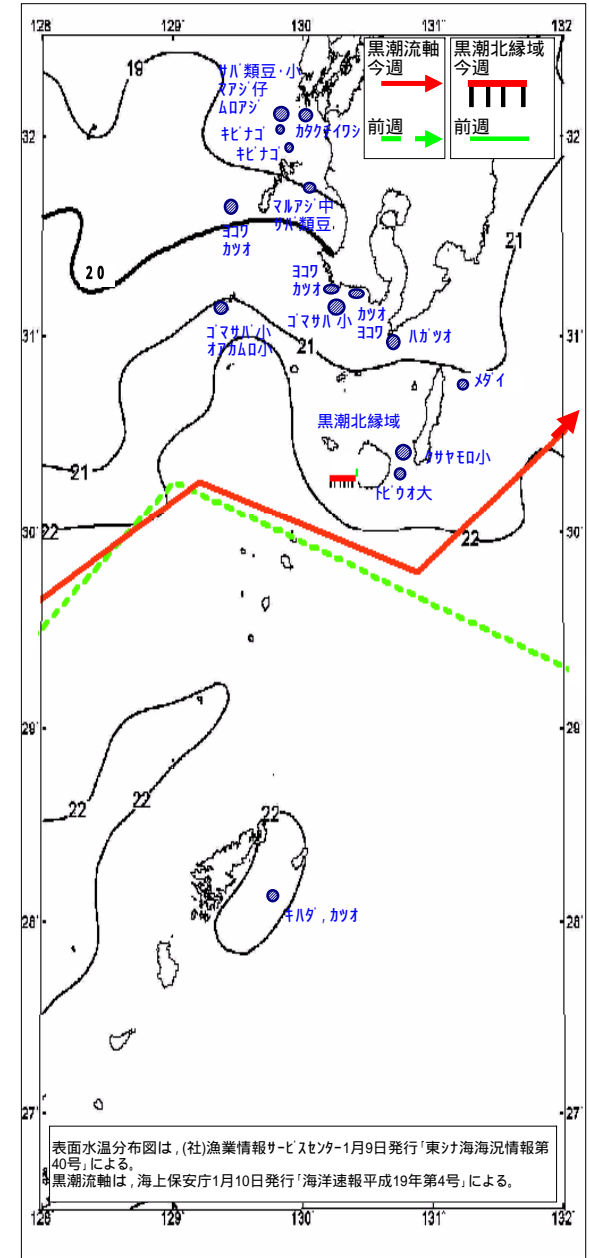 128 129 130 131 132
黒潮流軸
今週
前週
黒潮北縁域
今週
前週
19
サバ類豆・小
マアジ仔
ムロアジ
カタクチイワシ
キビナゴ
キビナゴ
32
32
マルアジ中
サバ類豆
ヨコワ
カツオ
21
20
ヨコワ
カツオ
カツオ
ヨコワ
ゴマサバ小
ハガツオ
31
31
ゴマサバ小
オアカムロ小
21
メダイ
黒潮北縁域
クサヤモロ小
トビウオ大
21
30
30
22
22
29
29
22
22
22
28
28
キハダ,カツオ
27
27
表面水温分布図は,(社)漁業情報サービスセンター1月9日発行「東シナ海海況情報第
40号」による。
黒潮流軸は,海上保安庁1月10日発行「海洋速報平成19年第4号」による。
128 129 130 131 132